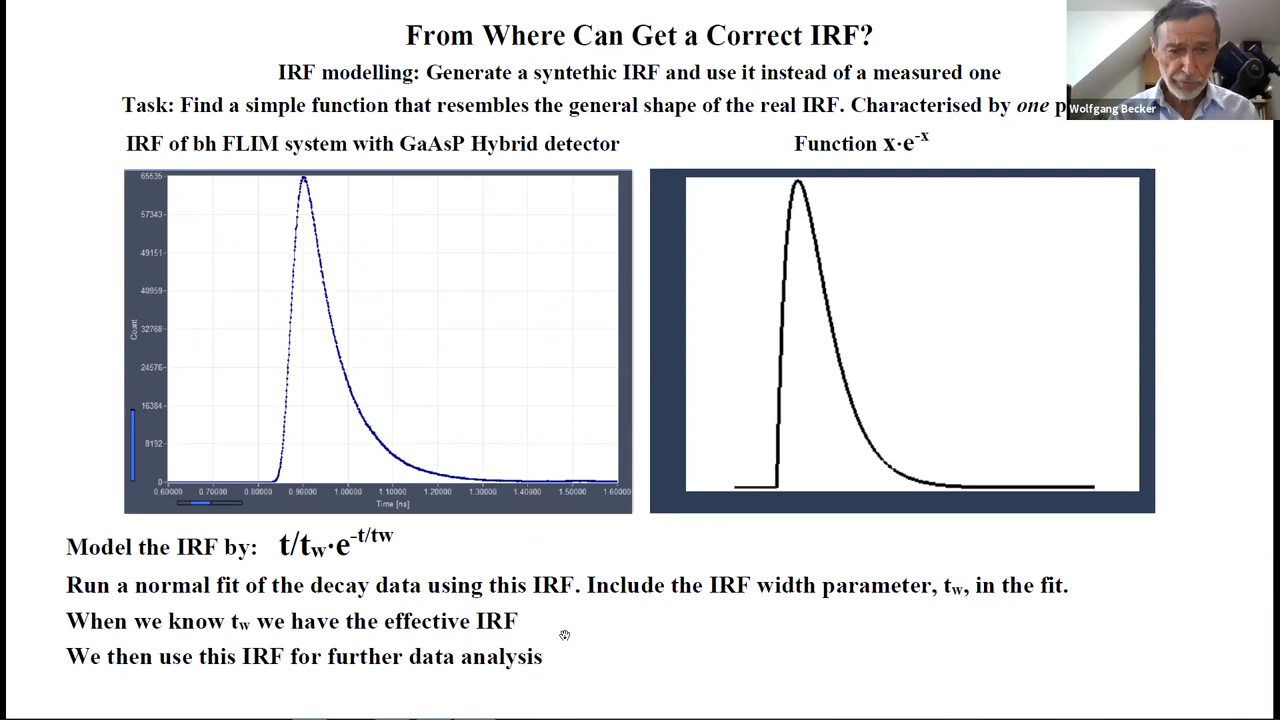 From Where Can Get a Correct IRF?
IRF modelling: Generate a syntethic IRF and use it instead of a measured one
Task: Find a simple function that resembles the general shape of the real IRF. Characterised by one p
Wolfgang Becker
IRF of bh FLIM system with GaAsP Hybrid detector
Function x·e^-x
65535
57343
49151
40959
32768
24576
16384
8192
0
Count
0.60000 0.70000 0.80000 0.90000 1.00000 1.10000 1.20000 1.30000 1.40000 1.50000 1.60000
Time [ns]
Model the IRF by: t/tw·e^-t/tw
Run a normal fit of the decay data using this IRF. Include the IRF width parameter, tw, in the fit.
When we know tw we have the effective IRF
We then use this IRF for further data analysis